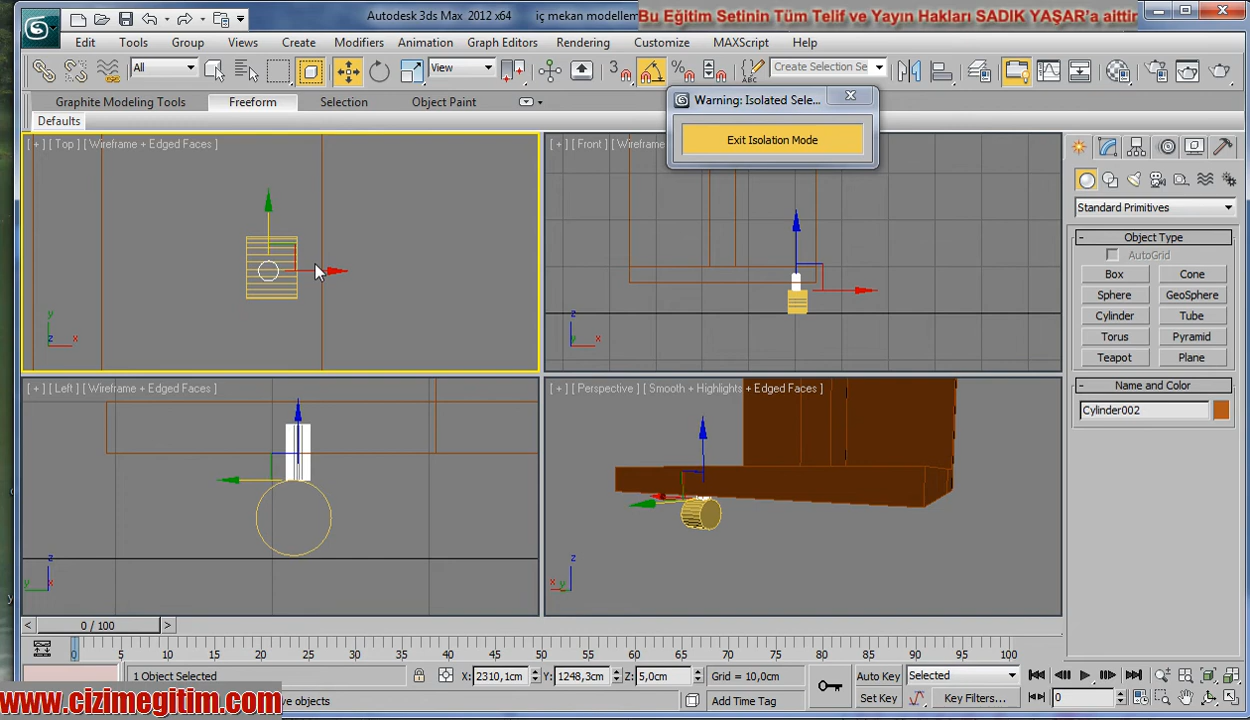 Autodesk 3ds Max 2012 x64
iç mekan modellem
Bu Eğitim Setinin Tüm Telif ve Yayın Hakları SADIK YAŞAR'a aittir
Edit Tools Group Views Create Modifiers Animation Graph Editors Rendering Customize MAXScript Help
All View 3 ABC Create Selection Se
Graphite Modeling Tools Freeform Selection Object Paint
Defaults
Warning: Isolated Sele...
Exit Isolation Mode
[ + ] [ Top ] [ Wireframe + Edged Faces ]
[ + ] [ Front ] [ Wireframe
Standard Primitives
- Object Type
AutoGrid
Box Cone
Sphere GeoSphere
Cylinder Tube
Torus Pyramid
Teapot Plane
- Name and Color
Cylinder002
y z x
z x
[ + ] [ Left ] [ Wireframe + Edged Faces ]
[ + ] [ Perspective ] [ Smooth + Highlights + Edged Faces ]
z y x
z x y
< 0 / 100 >
0 5 10 15 20 25 30 35 40 45 50 55 60 65 70 75 80 85 90 95 100
1 Object Selected X: 2310,1cm Y: 1248,3cm Z: 5,0cm Grid = 10,0cm Auto Key Selected
ve objects Add Time Tag Set Key Key Filters... 0
www.cizimegitim.com